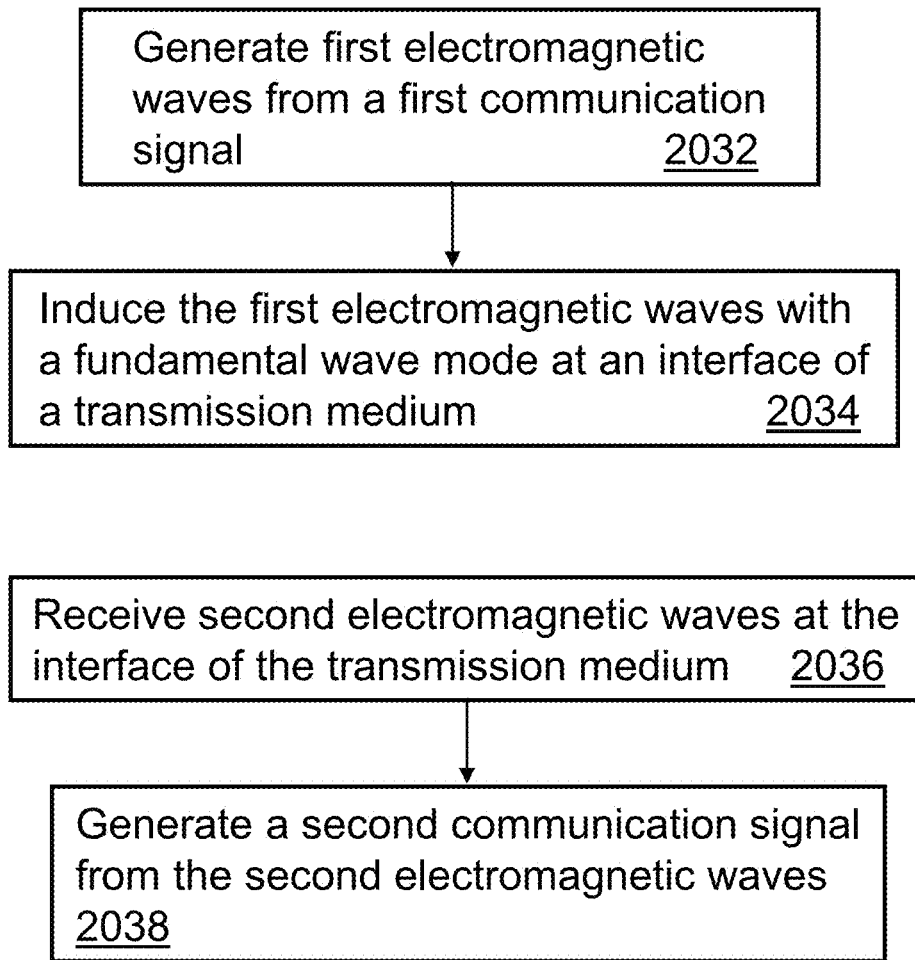 Generate first electromagnetic
waves from a first communication
signal 2032
Induce the first electromagnetic waves with
a fundamental wave mode at an interface of
a transmission medium 2034
Receive second electromagnetic waves at the
interface of the transmission medium 2036
Generate a second communication signal
from the second electromagnetic waves
2038